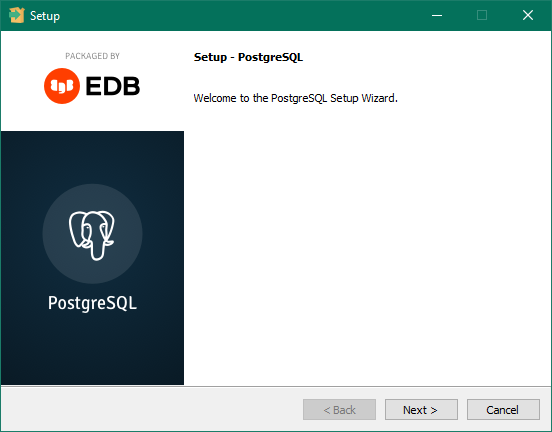 Setup
PACKAGED BY
EDB
Setup - PostgreSQL
Welcome to the PostgreSQL Setup Wizard.
PostgreSQL
< Back
Next >
Cancel